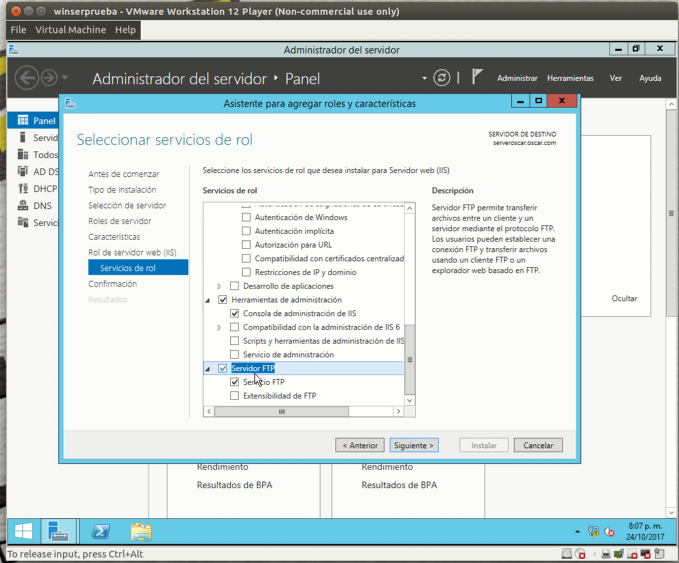 winserprueba - VMware Workstation 12 Player (Non-commercial use only)
File Virtual Machine Help
Administrador del servidor
Administrador del servidor ‣ Panel
Administrar Herramientas Ver Ayuda
Panel
Servid
Todos
AD DS
DHCP
DNS
Servici
Asistente para agregar roles y características
Seleccionar servicios de rol
SERVIDOR DE DESTINO
serveroscar.oscar.com
Antes de comenzar
Tipo de instalación
Selección de servidor
Roles de servidor
Características
Rol de servidor web (IIS)
Servicios de rol
Confirmación
Resultados
Seleccione los servicios de rol que desea instalar para Servidor web (IIS)
Servicios de rol
Autenticación de Windows
Autenticación implícita
Autorización para URL
Compatibilidad con certificados centralizad
Restricciones de IP y dominio
Desarrollo de aplicaciones
Herramientas de administración
Consola de administración de IIS
Compatibilidad con la administración de IIS 6
Scripts y herramientas de administración de IIS
Servicio de administración
Servidor FTP
Servicio FTP
Extensibilidad de FTP
Descripción
Servidor FTP permite transferir
archivos entre un cliente y un
servidor mediante el protocolo FTP.
Los usuarios pueden establecer una
conexión FTP y transferir archivos
usando un cliente FTP o un
explorador web basado en FTP.
Ocultar
< Anterior Siguiente > Instalar Cancelar
Rendimiento Rendimiento
Resultados de BPA Resultados de BPA
8:07 p. m.
24/10/2017
To release input, press Ctrl+Alt